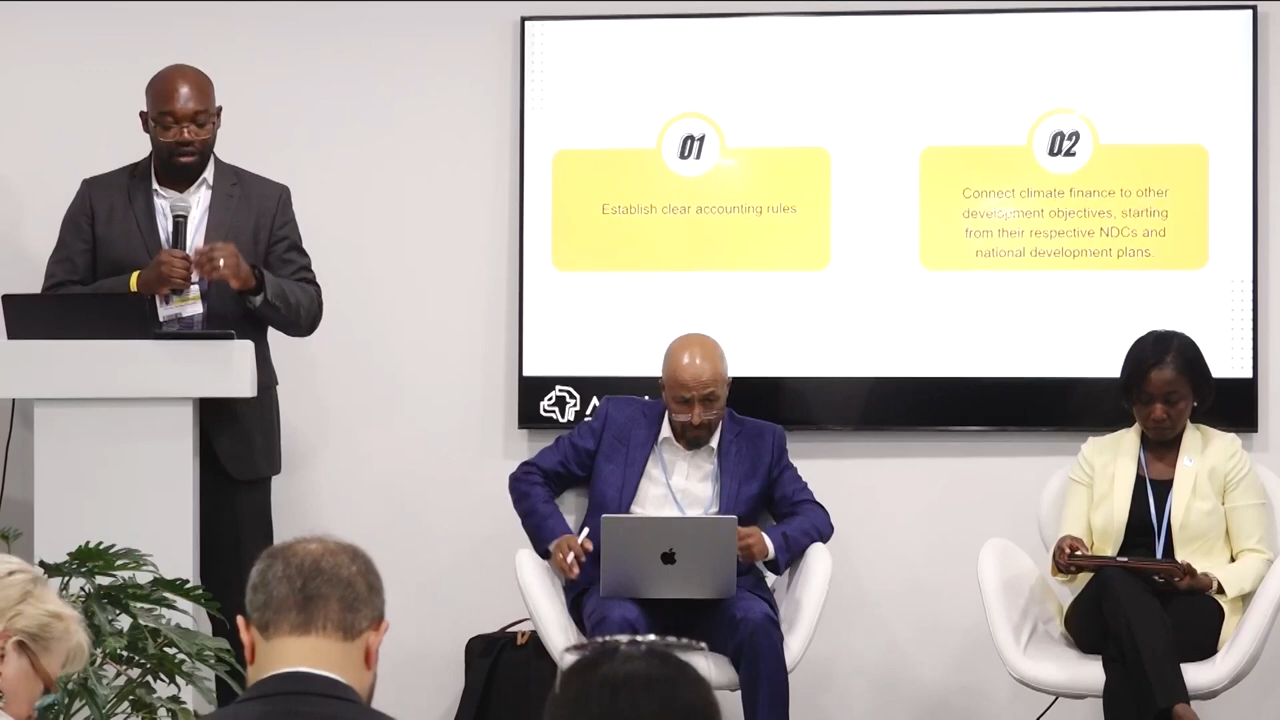 01
Establish clear accounting rules
02
Connect climate finance to other
development objectives, starting
from their respective NDCs and
national development plans.